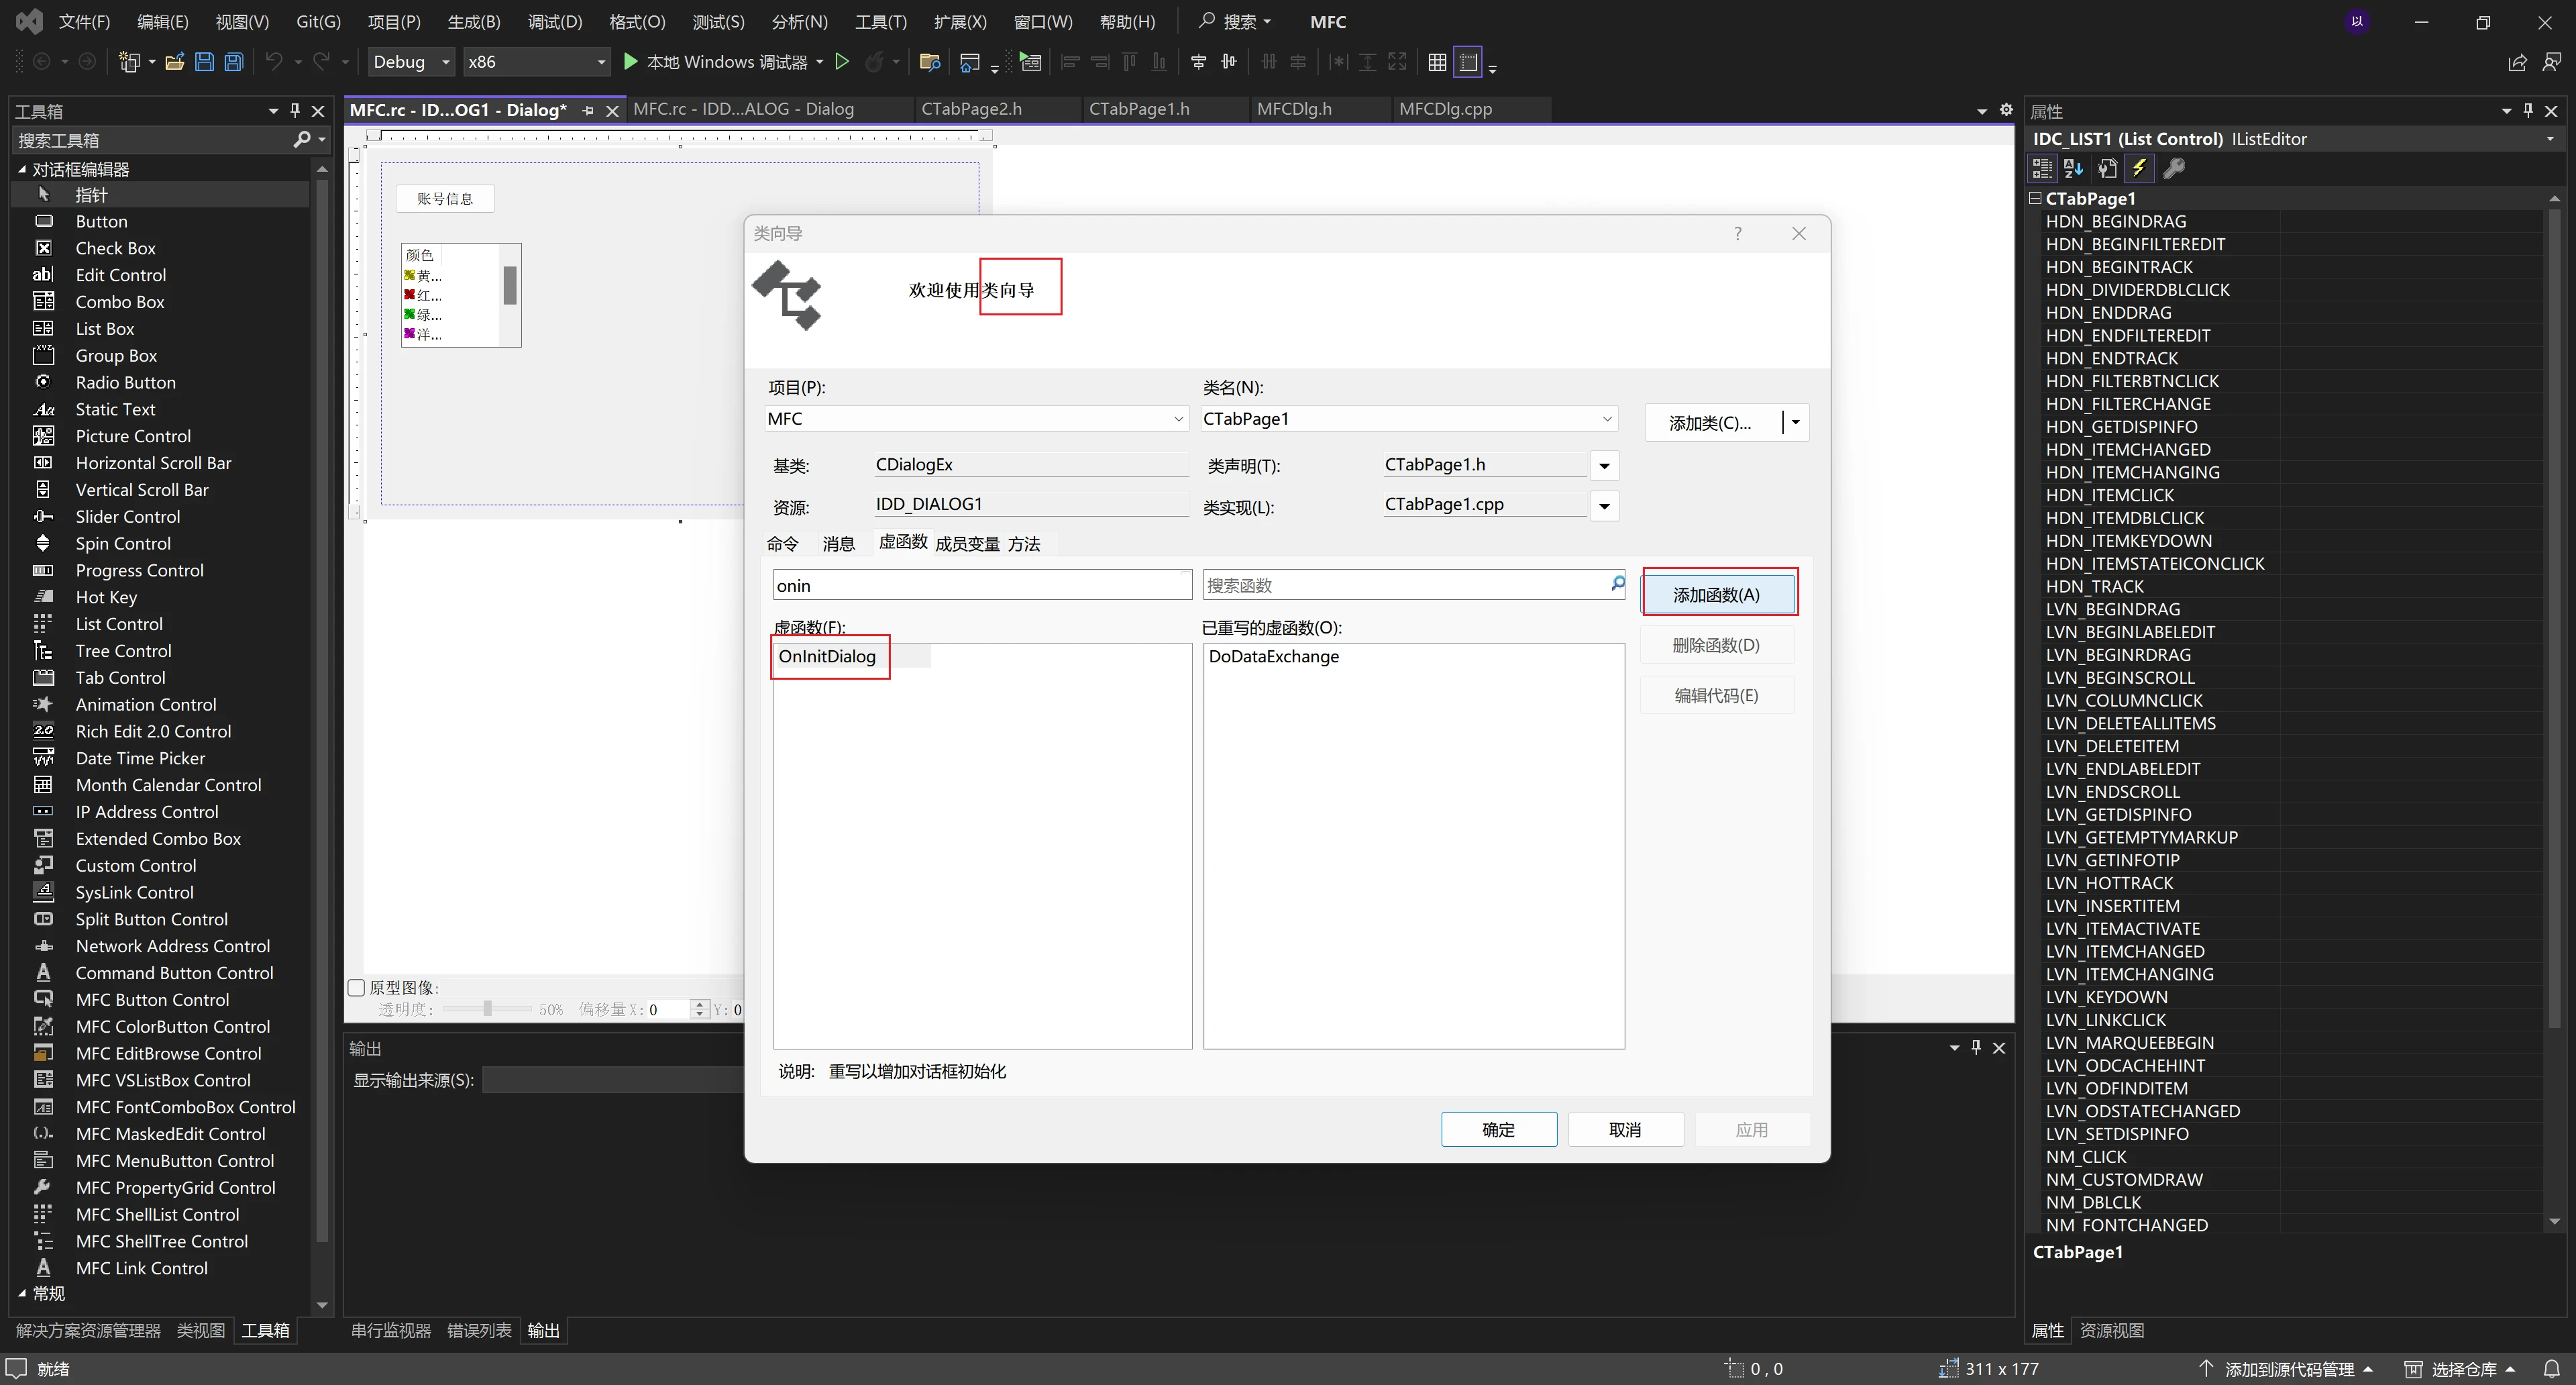 文件(F) 编辑(E) 视图(V) Git(G) 项目(P) 生成(B) 调试(D) 格式(O) 测试(S) 分析(N) 工具(T) 扩展(X) 窗口(W) 帮助(H) 搜索 MFC 以
Debug x86 本地 Windows 调试器
工具箱
搜索工具箱
对话框编辑器
指针
Button
Check Box
Edit Control
Combo Box
List Box
Group Box
Radio Button
Static Text
Picture Control
Horizontal Scroll Bar
Vertical Scroll Bar
Slider Control
Spin Control
Progress Control
Hot Key
List Control
Tree Control
Tab Control
Animation Control
Rich Edit 2.0 Control
Date Time Picker
Month Calendar Control
IP Address Control
Extended Combo Box
Custom Control
SysLink Control
Split Button Control
Network Address Control
Command Button Control
MFC Button Control
MFC ColorButton Control
MFC EditBrowse Control
MFC VSListBox Control
MFC FontComboBox Control
MFC MaskedEdit Control
MFC MenuButton Control
MFC PropertyGrid Control
MFC ShellList Control
MFC ShellTree Control
MFC Link Control
常规
解决方案资源管理器 类视图 工具箱
MFC.rc - ID...OG1 - Dialog* MFC.rc - IDD...ALOG - Dialog CTabPage2.h CTabPage1.h MFCDlg.h MFCDlg.cpp
账号信息
颜色
黄...
红...
绿...
洋...
原型图像:
透明度: 50% 偏移量 X: 0 Y: 0
类向导 ?
欢迎使用类向导
项目(P): 类名(N):
MFC CTabPage1 添加类(C)...
基类: CDialogEx 类声明(T): CTabPage1.h
资源: IDD_DIALOG1 类实现(L): CTabPage1.cpp
命令 消息 虚函数 成员变量 方法
onin 搜索函数 添加函数(A)
虚函数(F): 已重写的虚函数(O): 删除函数(D)
OnInitDialog DoDataExchange
编辑代码(E)
说明: 重写以增加对话框初始化
确定 取消 应用
输出
显示输出来源(S):
串行监视器 错误列表 输出
属性
IDC_LIST1 (List Control) IListEditor
CTabPage1
HDN_BEGINDRAG
HDN_BEGINFILTEREDIT
HDN_BEGINTRACK
HDN_DIVIDERDBLCLICK
HDN_ENDDRAG
HDN_ENDFILTEREDIT
HDN_ENDTRACK
HDN_FILTERBTNCLICK
HDN_FILTERCHANGE
HDN_GETDISPINFO
HDN_ITEMCHANGED
HDN_ITEMCHANGING
HDN_ITEMCLICK
HDN_ITEMDBLCLICK
HDN_ITEMKEYDOWN
HDN_ITEMSTATEICONCLICK
HDN_TRACK
LVN_BEGINDRAG
LVN_BEGINLABELEDIT
LVN_BEGINRDRAG
LVN_BEGINSCROLL
LVN_COLUMNCLICK
LVN_DELETEALLITEMS
LVN_DELETEITEM
LVN_ENDLABELEDIT
LVN_ENDSCROLL
LVN_GETDISPINFO
LVN_GETEMPTYMARKUP
LVN_GETINFOTIP
LVN_HOTTRACK
LVN_INSERTITEM
LVN_ITEMACTIVATE
LVN_ITEMCHANGED
LVN_ITEMCHANGING
LVN_KEYDOWN
LVN_LINKCLICK
LVN_MARQUEEBEGIN
LVN_ODCACHEHINT
LVN_ODFINDITEM
LVN_ODSTATECHANGED
LVN_SETDISPINFO
NM_CLICK
NM_CUSTOMDRAW
NM_DBLCLK
NM_FONTCHANGED
CTabPage1
属性 资源视图
就绪 0 , 0 311 x 177 添加到源代码管理 选择仓库